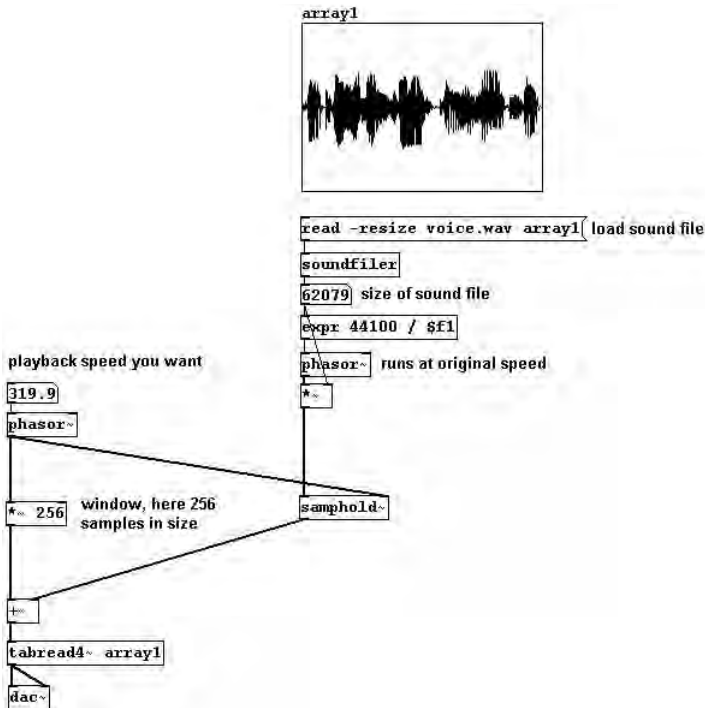 array1
read -resize voice.wav array1 load sound file
soundfiler
62079 size of sound file
expr 44100 / $f1
phasor~ runs at original speed
*~
playback speed you want
319.9
phasor~
*~ 256 window, here 256
samples in size
samphold~
+~
tabread4~ array1
dac~